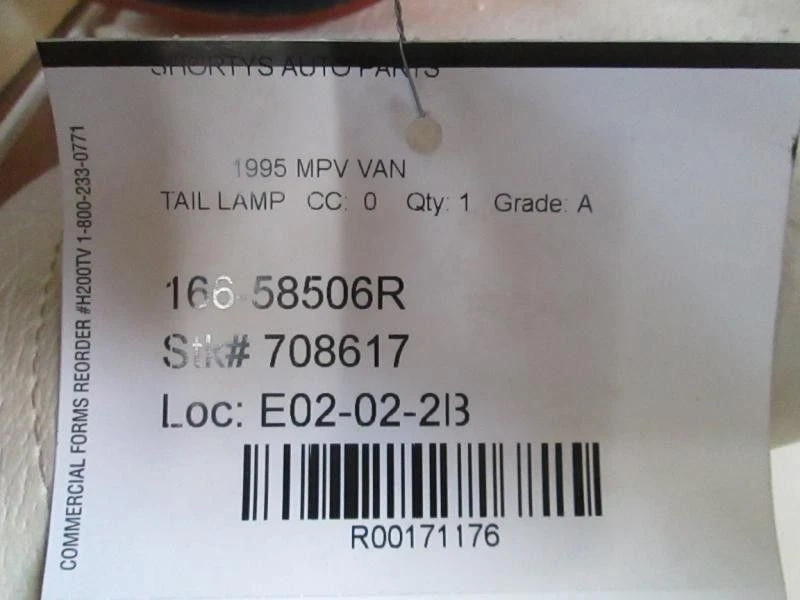 SHORTYS AUTO PARTS
1995 MPV VAN
TAIL LAMP CC: 0 Qty: 1 Grade: A
166-58506R
Stk# 708617
Loc: E02-02-2B
R00171176
COMMERCIAL FORMS REORDER #H200TV 1-800-233-0771